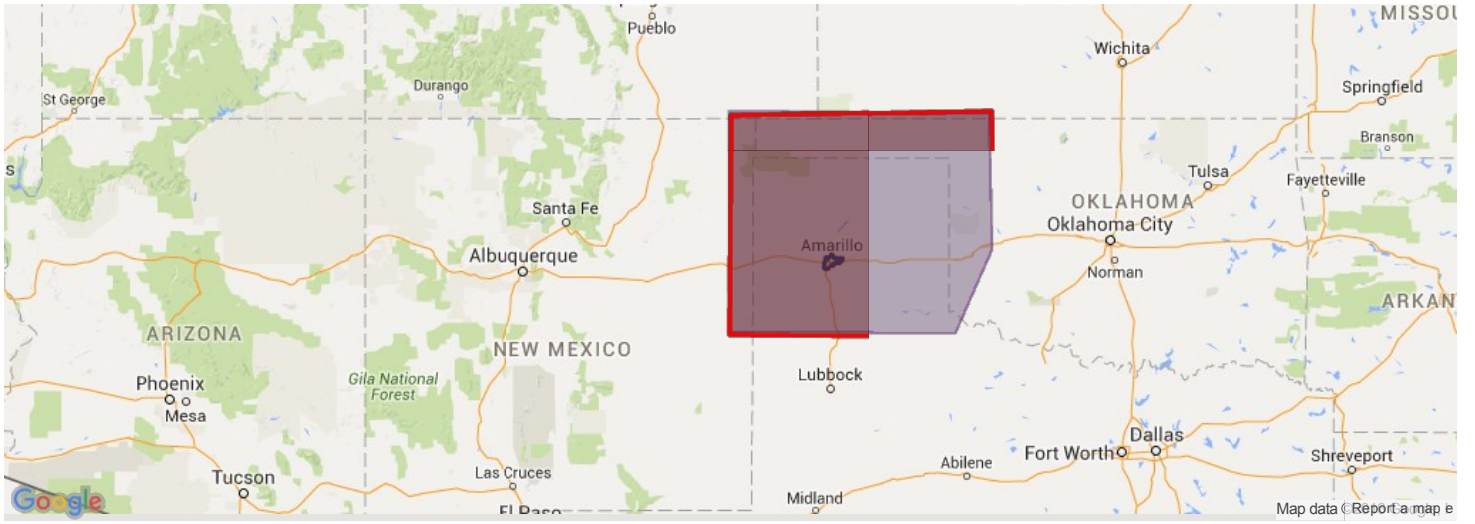 MISSOU
Pueblo
Wichita
Durango
St George
Springfield
Branson
s
Tulsa
Fayetteville
Santa Fe
OKLAHOMA
Oklahoma City
Amarillo
Albuquerque
Norman
ARKAN
ARIZONA
NEW MEXICO
Gila National
Forest
Lubbock
Phoenix
Mesa
Dallas
Fort Worth
Shreveport
Abilene
Tucson
Las Cruces
Midland
El Paso
Google
Map data ©
Report a map e